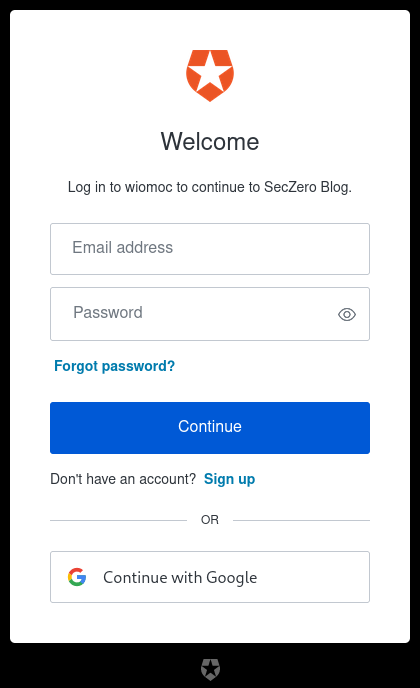 Welcome
Log in to wiomoc to continue to SecZero Blog.
Email address
Password
Forgot password?
Continue
Don't have an account? Sign up
OR
Continue with Google